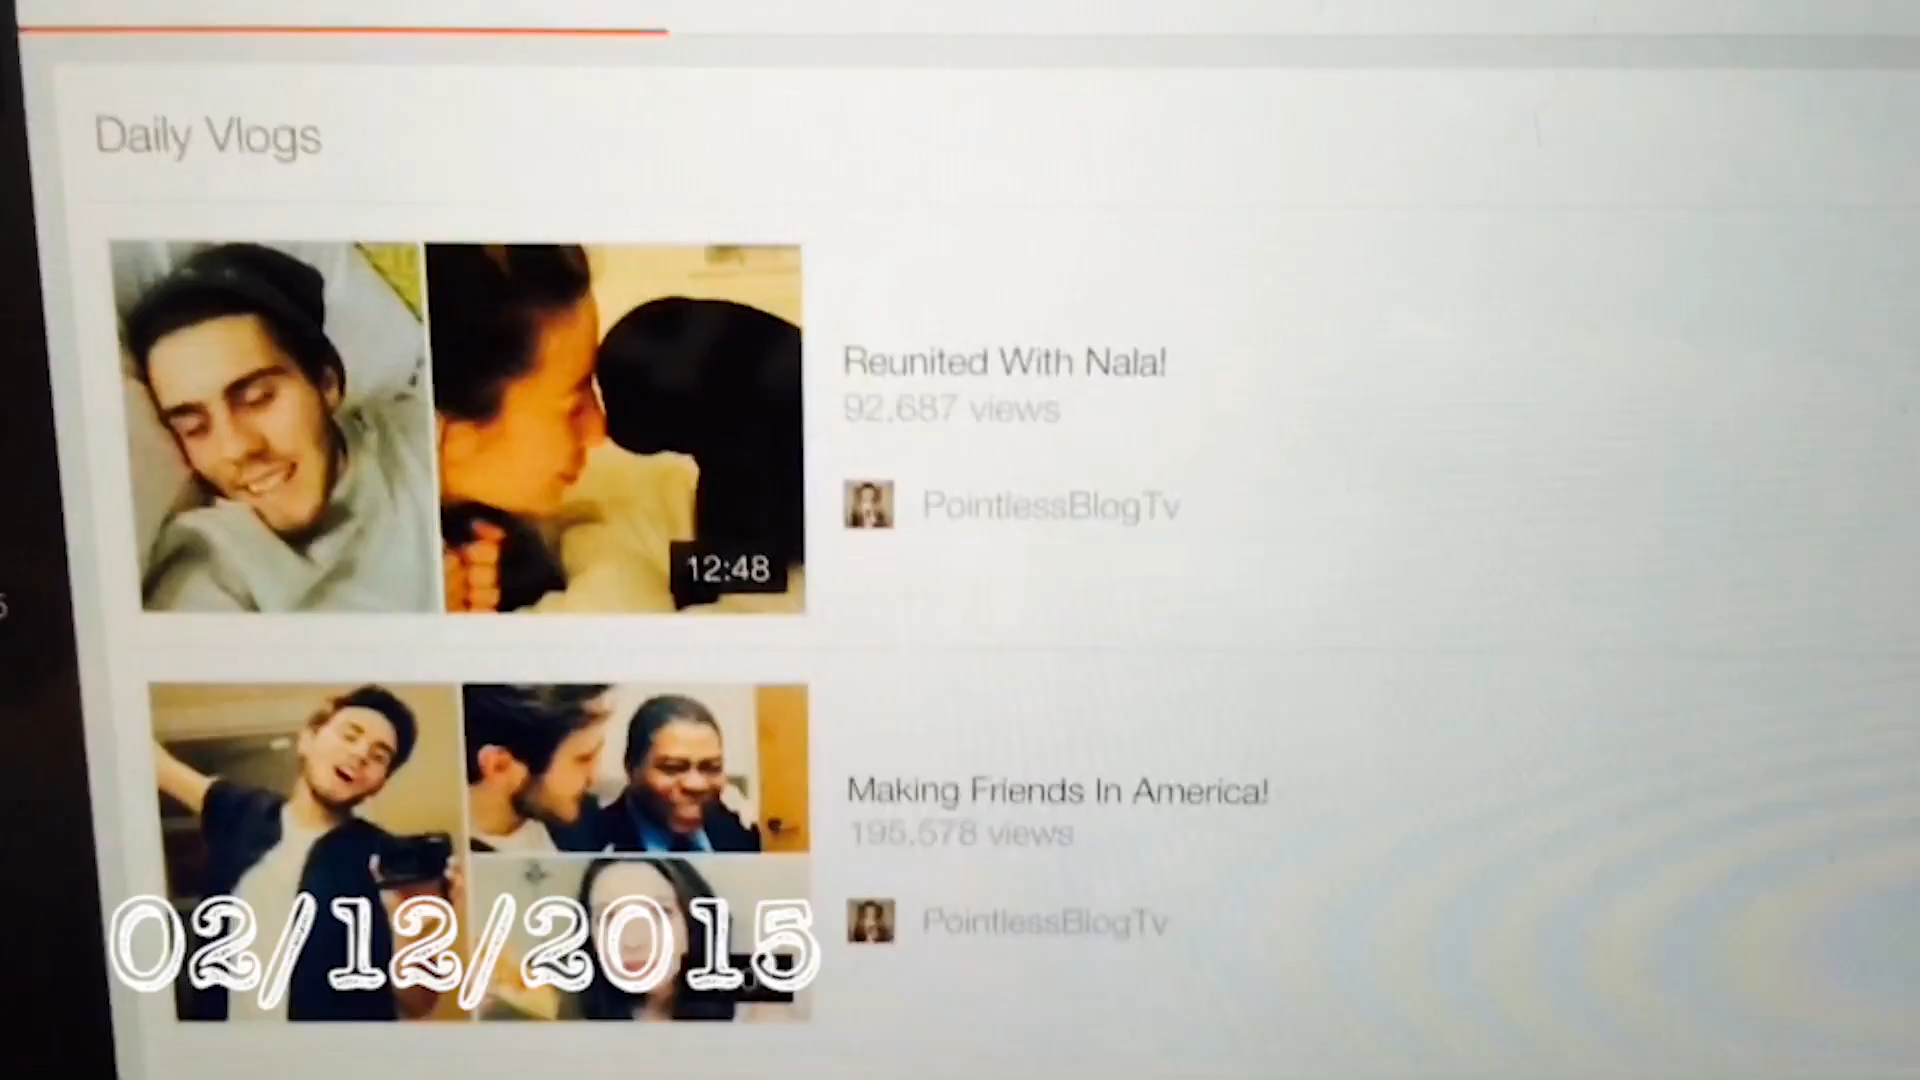 Daily Vlogs
12:48
Reunited With Nala!
92,687 views
PointlessBlogTv
Making Friends In America!
195,578 views
PointlessBlogTv
02/12/2015